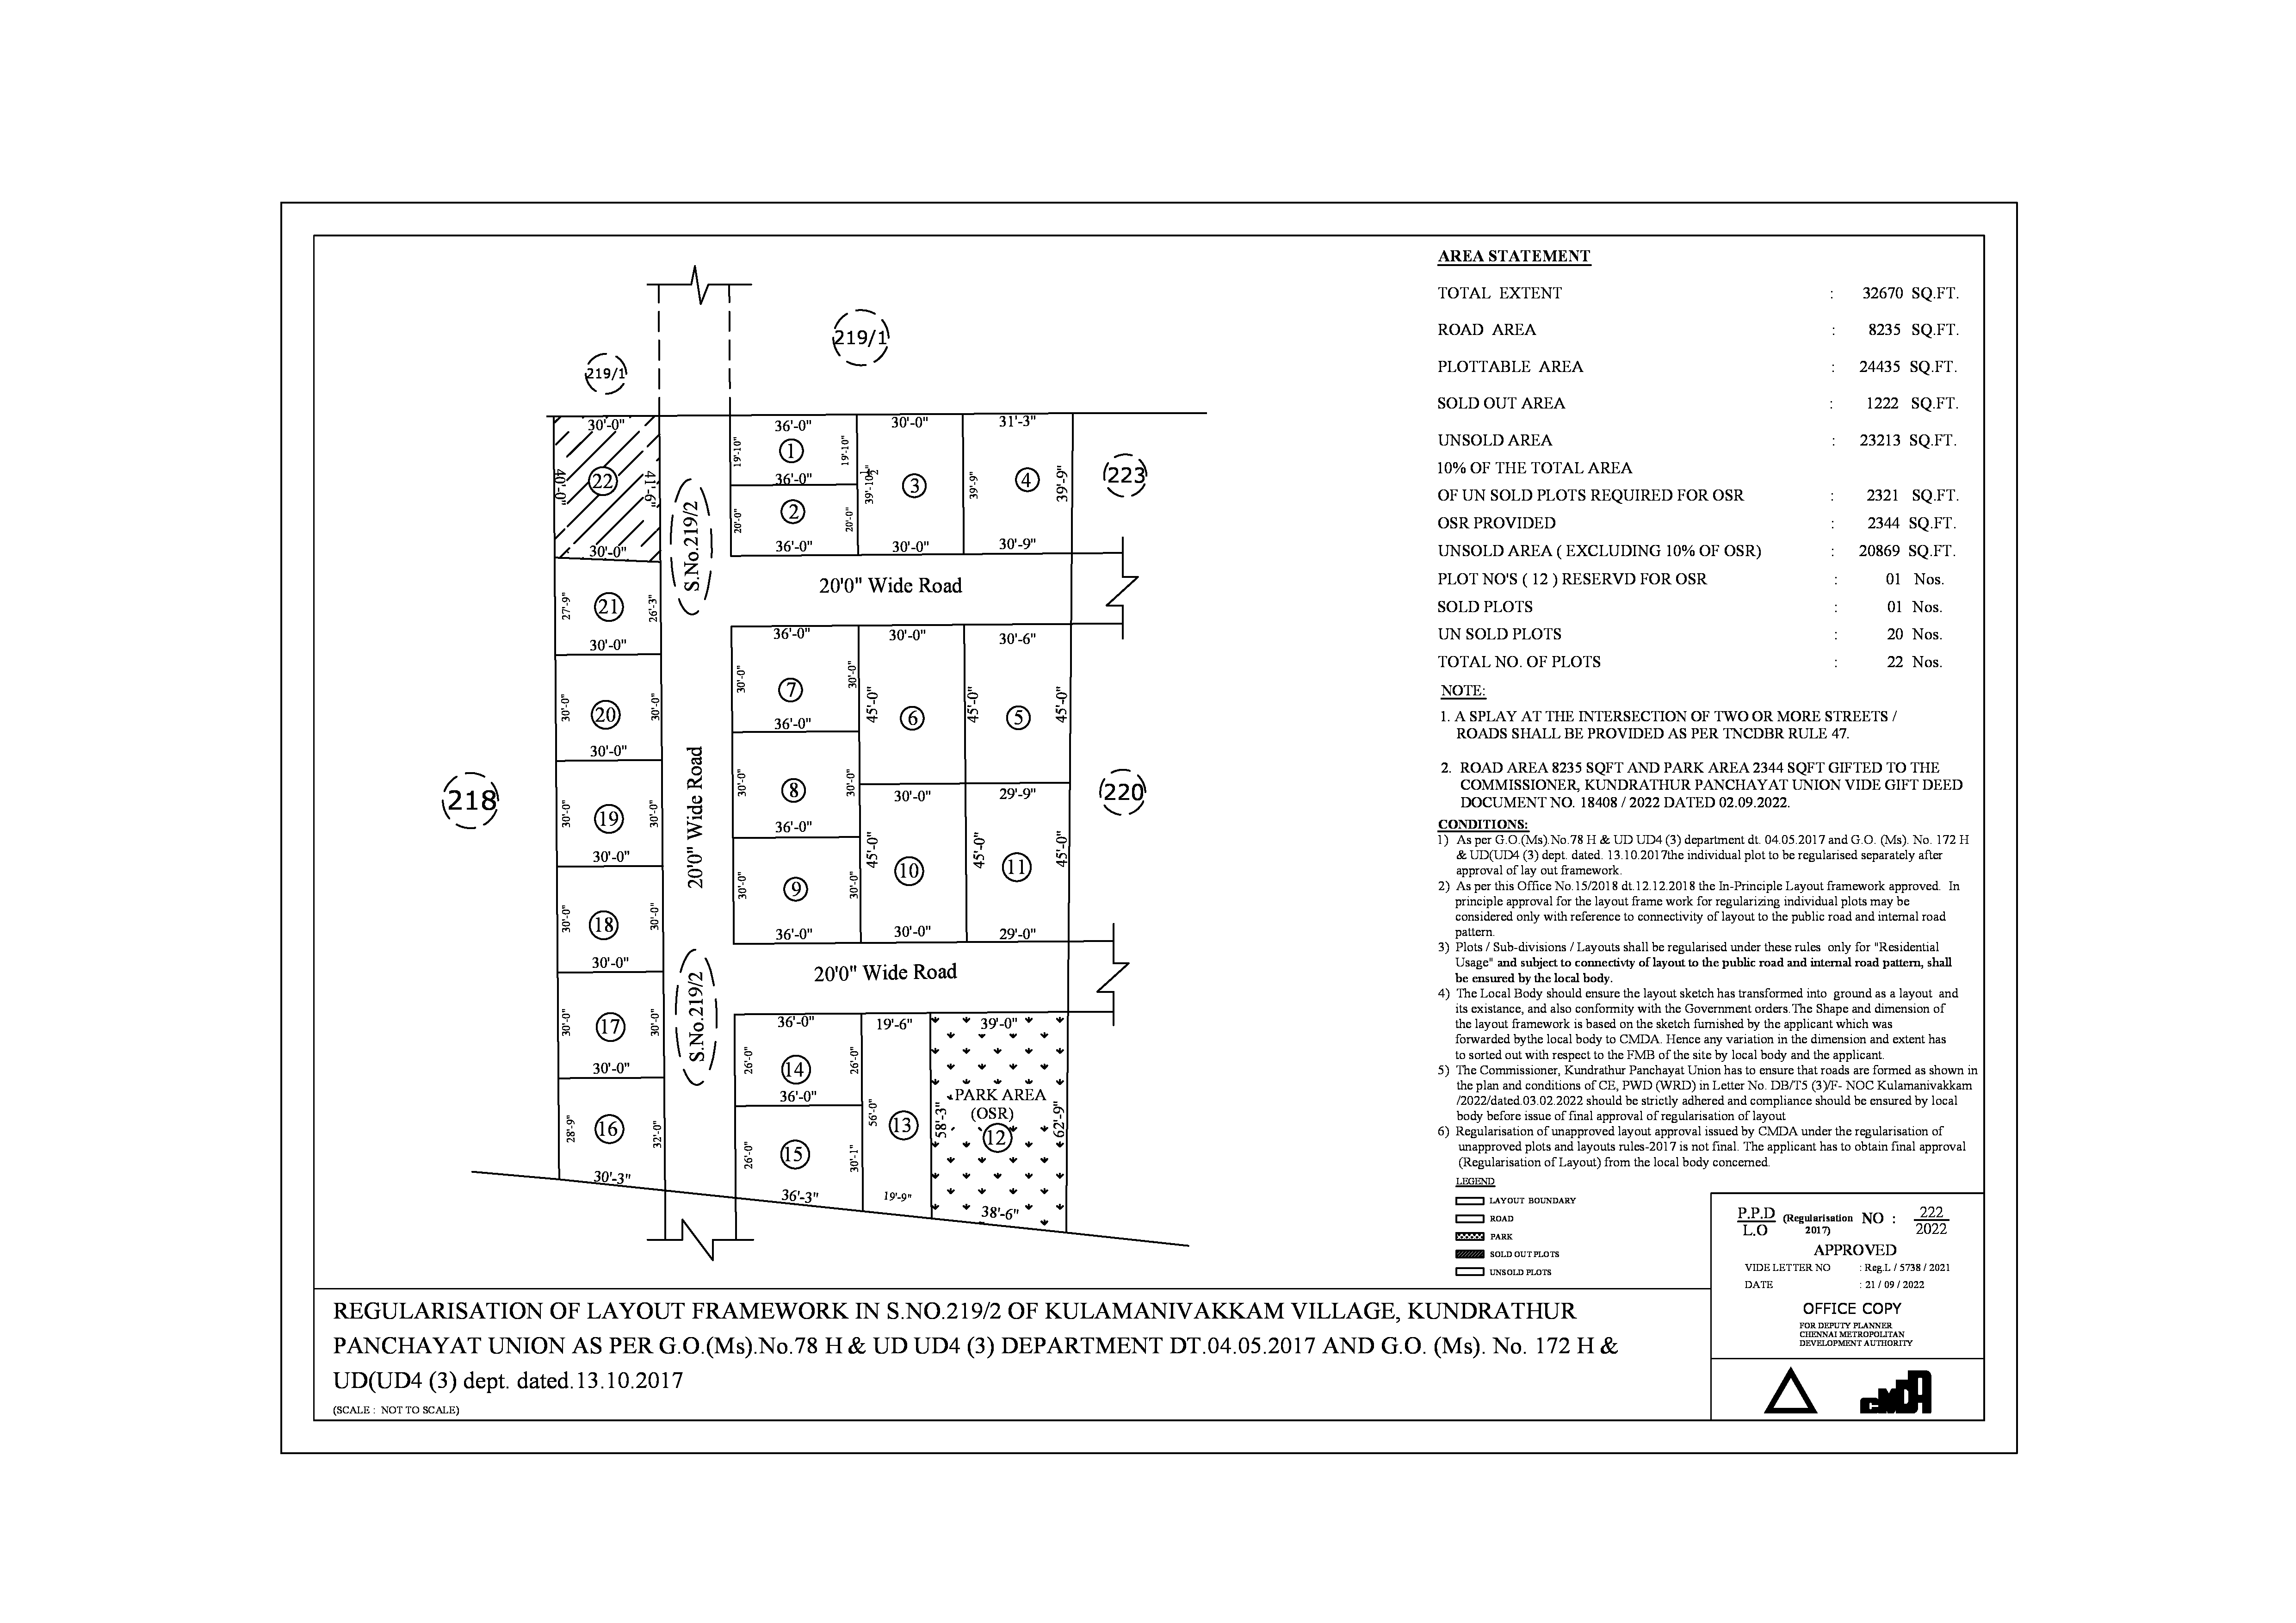 219/1
219/1
30'-0"
40'-0"
41'-6"
22
30'-0"
S.No.219/2
36'-0"
19'-10"
1
19'-10"
36'-0"
20'-0"
2
20'-0"
36'-0"
30'-0"
39'-10 1/2
3
30'-0"
31'-3"
39'-9"
4
39'-9"
30'-9"
223
20'0" Wide Road
27'-9"
21
26'-3"
30'-0"
30'-0"
20
30'-0"
30'-0"
30'-0"
19
30'-0"
30'-0"
30'-0"
18
30'-0"
30'-0"
30'-0"
17
30'-0"
30'-0"
28'-9"
16
32'-0"
30'-3"
218
20'0" Wide Road
36'-0"
30'-0"
7
30'-0"
36'-0"
30'-0"
8
30'-0"
36'-0"
30'-0"
9
30'-0"
36'-0"
30'-0"
45'-0"
6
30'-6"
45'-0"
5
45'-0"
30'-0"
45'-0"
10
30'-0"
29'-9"
45'-0"
11
45'-0"
29'-0"
220
20'0" Wide Road
S.No.219/2
36'-0"
26'-0"
14
26'-0"
36'-0"
26'-0"
15
30'-1"
36'-3"
19'-6"
56'-0"
13
19'-9"
39'-0"
PARK AREA
(OSR)
58'-3"
12
62'-9"
38'-6"
AREA STATEMENT
TOTAL EXTENT : 32670 SQ.FT.
ROAD AREA : 8235 SQ.FT.
PLOTTABLE AREA : 24435 SQ.FT.
SOLD OUT AREA : 1222 SQ.FT.
UNSOLD AREA : 23213 SQ.FT.
10% OF THE TOTAL AREA
OF UN SOLD PLOTS REQUIRED FOR OSR : 2321 SQ.FT.
OSR PROVIDED : 2344 SQ.FT.
UNSOLD AREA ( EXCLUDING 10% OF OSR) : 20869 SQ.FT.
PLOT NO'S ( 12 ) RESERVD FOR OSR : 01 Nos.
SOLD PLOTS : 01 Nos.
UN SOLD PLOTS : 20 Nos.
TOTAL NO. OF PLOTS : 22 Nos.
NOTE:
1. A SPLAY AT THE INTERSECTION OF TWO OR MORE STREETS /
ROADS SHALL BE PROVIDED AS PER TNCDBR RULE 47.
2. ROAD AREA 8235 SQFT AND PARK AREA 2344 SQFT GIFTED TO THE
COMMISSIONER, KUNDRATHUR PANCHAYAT UNION VIDE GIFT DEED
DOCUMENT NO. 18408 / 2022 DATED 02.09.2022.
CONDITIONS:
1) As per G.O.(Ms).No.78 H & UD UD4 (3) department dt. 04.05.2017 and G.O. (Ms). No. 172 H
& UD(UD4 (3) dept. dated. 13.10.2017the individual plot to be regularised separately after
approval of lay out framework.
2) As per this Office No.15/2018 dt.12.12.2018 the In-Principle Layout framework approved. In
principle approval for the layout frame work for regularizing individual plots may be
considered only with reference to connectivity of layout to the public road and internal road
pattern.
3) Plots / Sub-divisions / Layouts shall be regularised under these rules only for "Residential
Usage" and subject to connectivty of layout to the public road and internal road pattern, shall
be ensured by the local body.
4) The Local Body should ensure the layout sketch has transformed into ground as a layout and
its existance, and also conformity with the Government orders.The Shape and dimension of
the layout framework is based on the sketch furnished by the applicant which was
forwarded bythe local body to CMDA. Hence any variation in the dimension and extent has
to sorted out with respect to the FMB of the site by local body and the applicant.
5) The Commissioner, Kundrathur Panchayat Union has to ensure that roads are formed as shown in
the plan and conditions of CE, PWD (WRD) in Letter No. DB/T5 (3)/F- NOC Kulamanivakkam
/2022/dated.03.02.2022 should be strictly adhered and compliance should be ensured by local
body before issue of final approval of regularisation of layout
6) Regularisation of unapproved layout approval issued by CMDA under the regularisation of
unapproved plots and layouts rules-2017 is not final. The applicant has to obtain final approval
(Regularisation of Layout) from the local body concerned.
LEGEND
LAYOUT BOUNDARY
ROAD
PARK
SOLD OUT PLOTS
UNSOLD PLOTS
P.P.D
L.O
(Regularisation
2017)
NO :
222
2022
APPROVED
VIDE LETTER NO : Reg.L / 5738 / 2021
DATE : 21 / 09 / 2022
OFFICE COPY
FOR DEPUTY PLANNER
CHENNAI METROPOLITAN
DEVELOPMENT AUTHORITY
CMDA
REGULARISATION OF LAYOUT FRAMEWORK IN S.NO.219/2 OF KULAMANIVAKKAM VILLAGE, KUNDRATHUR
PANCHAYAT UNION AS PER G.O.(Ms).No.78 H & UD UD4 (3) DEPARTMENT DT.04.05.2017 AND G.O. (Ms). No. 172 H &
UD(UD4 (3) dept. dated.13.10.2017
(SCALE : NOT TO SCALE)